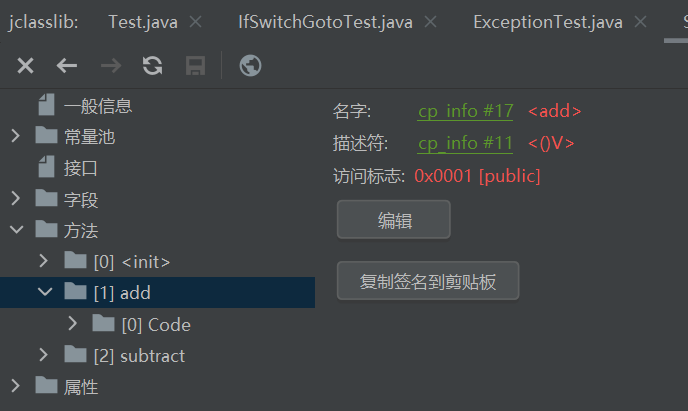 jclasslib: Test.java IfSwitchGotoTest.java ExceptionTest.java
一般信息
常量池
接口
字段
方法
[0] <init>
[1] add
[0] Code
[2] subtract
属性
名字: cp_info #17 <add>
描述符: cp_info #11 <()V>
访问标志: 0x0001 [public]
编辑
复制签名到剪贴板